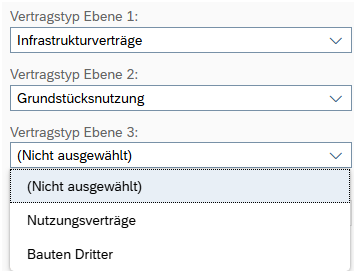 Vertragstyp Ebene 1:
Infrastrukturverträge
Vertragstyp Ebene 2:
Grundstücksnutzung
Vertragstyp Ebene 3:
(Nicht ausgewählt)
(Nicht ausgewählt)
Nutzungsverträge
Bauten Dritter